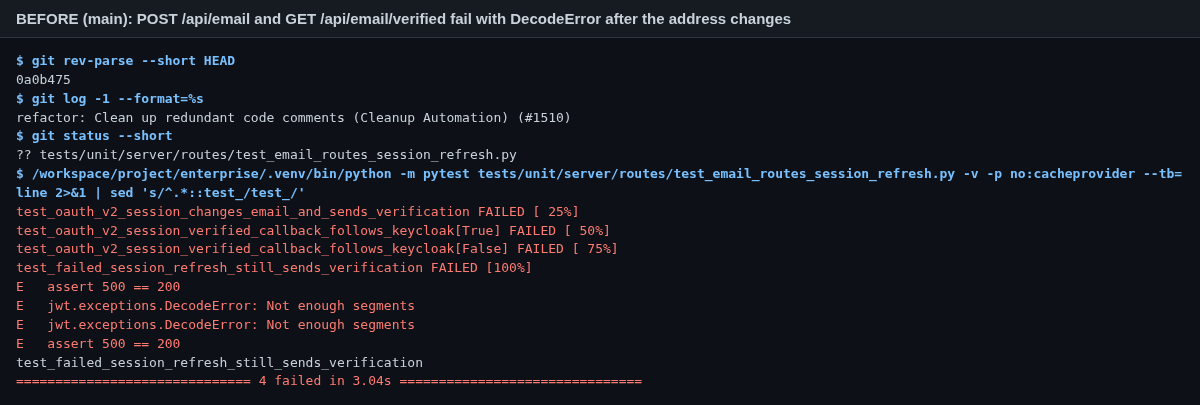 BEFORE (main): POST /api/email and GET /api/email/verified fail with DecodeError after the address changes
$ git rev-parse --short HEAD
0a0b475
$ git log -1 --format=%s
refactor: Clean up redundant code comments (Cleanup Automation) (#1510)
$ git status --short
?? tests/unit/server/routes/test_email_routes_session_refresh.py
$ /workspace/project/enterprise/.venv/bin/python -m pytest tests/unit/server/routes/test_email_routes_session_refresh.py -v -p no:cacheprovider --tb=
line 2>&1 | sed 's/^.*::test_/test_/'
test_oauth_v2_session_changes_email_and_sends_verification FAILED [ 25%]
test_oauth_v2_session_verified_callback_follows_keycloak[True] FAILED [ 50%]
test_oauth_v2_session_verified_callback_follows_keycloak[False] FAILED [ 75%]
test_failed_session_refresh_still_sends_verification FAILED [100%]
E   assert 500 == 200
E   jwt.exceptions.DecodeError: Not enough segments
E   jwt.exceptions.DecodeError: Not enough segments
E   assert 500 == 200
test_failed_session_refresh_still_sends_verification
============================== 4 failed in 3.04s ===============================